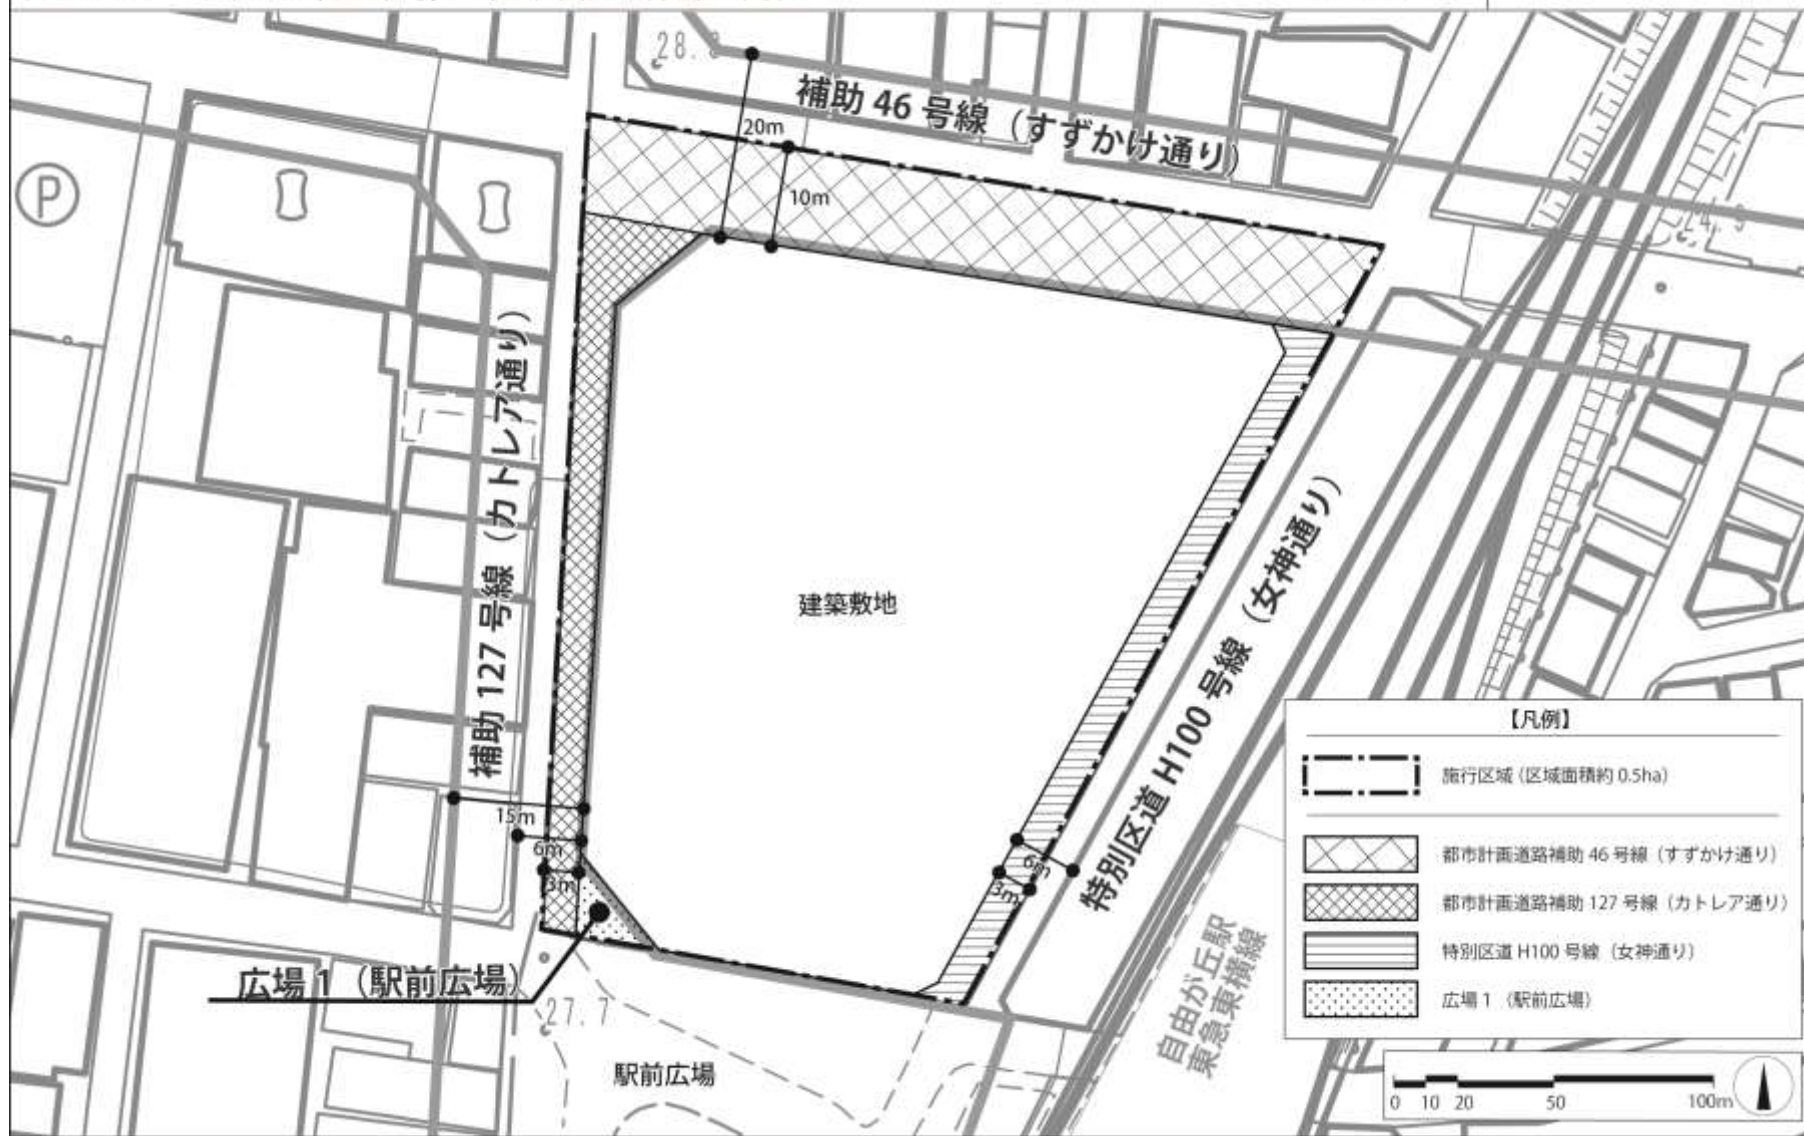 補助 46 号線（すずかけ通り）
20m
10m
P
補助 127 号線（カトレア通り）
建築敷地
特別区道 H100 号線（女神通り）
15m
6m
3m
6m
3m
広場 1 （駅前広場）
27.7
駅前広場
自由が丘駅
東急東横線
【凡例】
施行区域 (区域面積約 0.5ha)
都市計画道路補助 46 号線（すずかけ通り）
都市計画道路補助 127 号線（カトレア通り）
特別区道 H100 号線（女神通り）
広場 1 （駅前広場）
0 10 20 50 100m